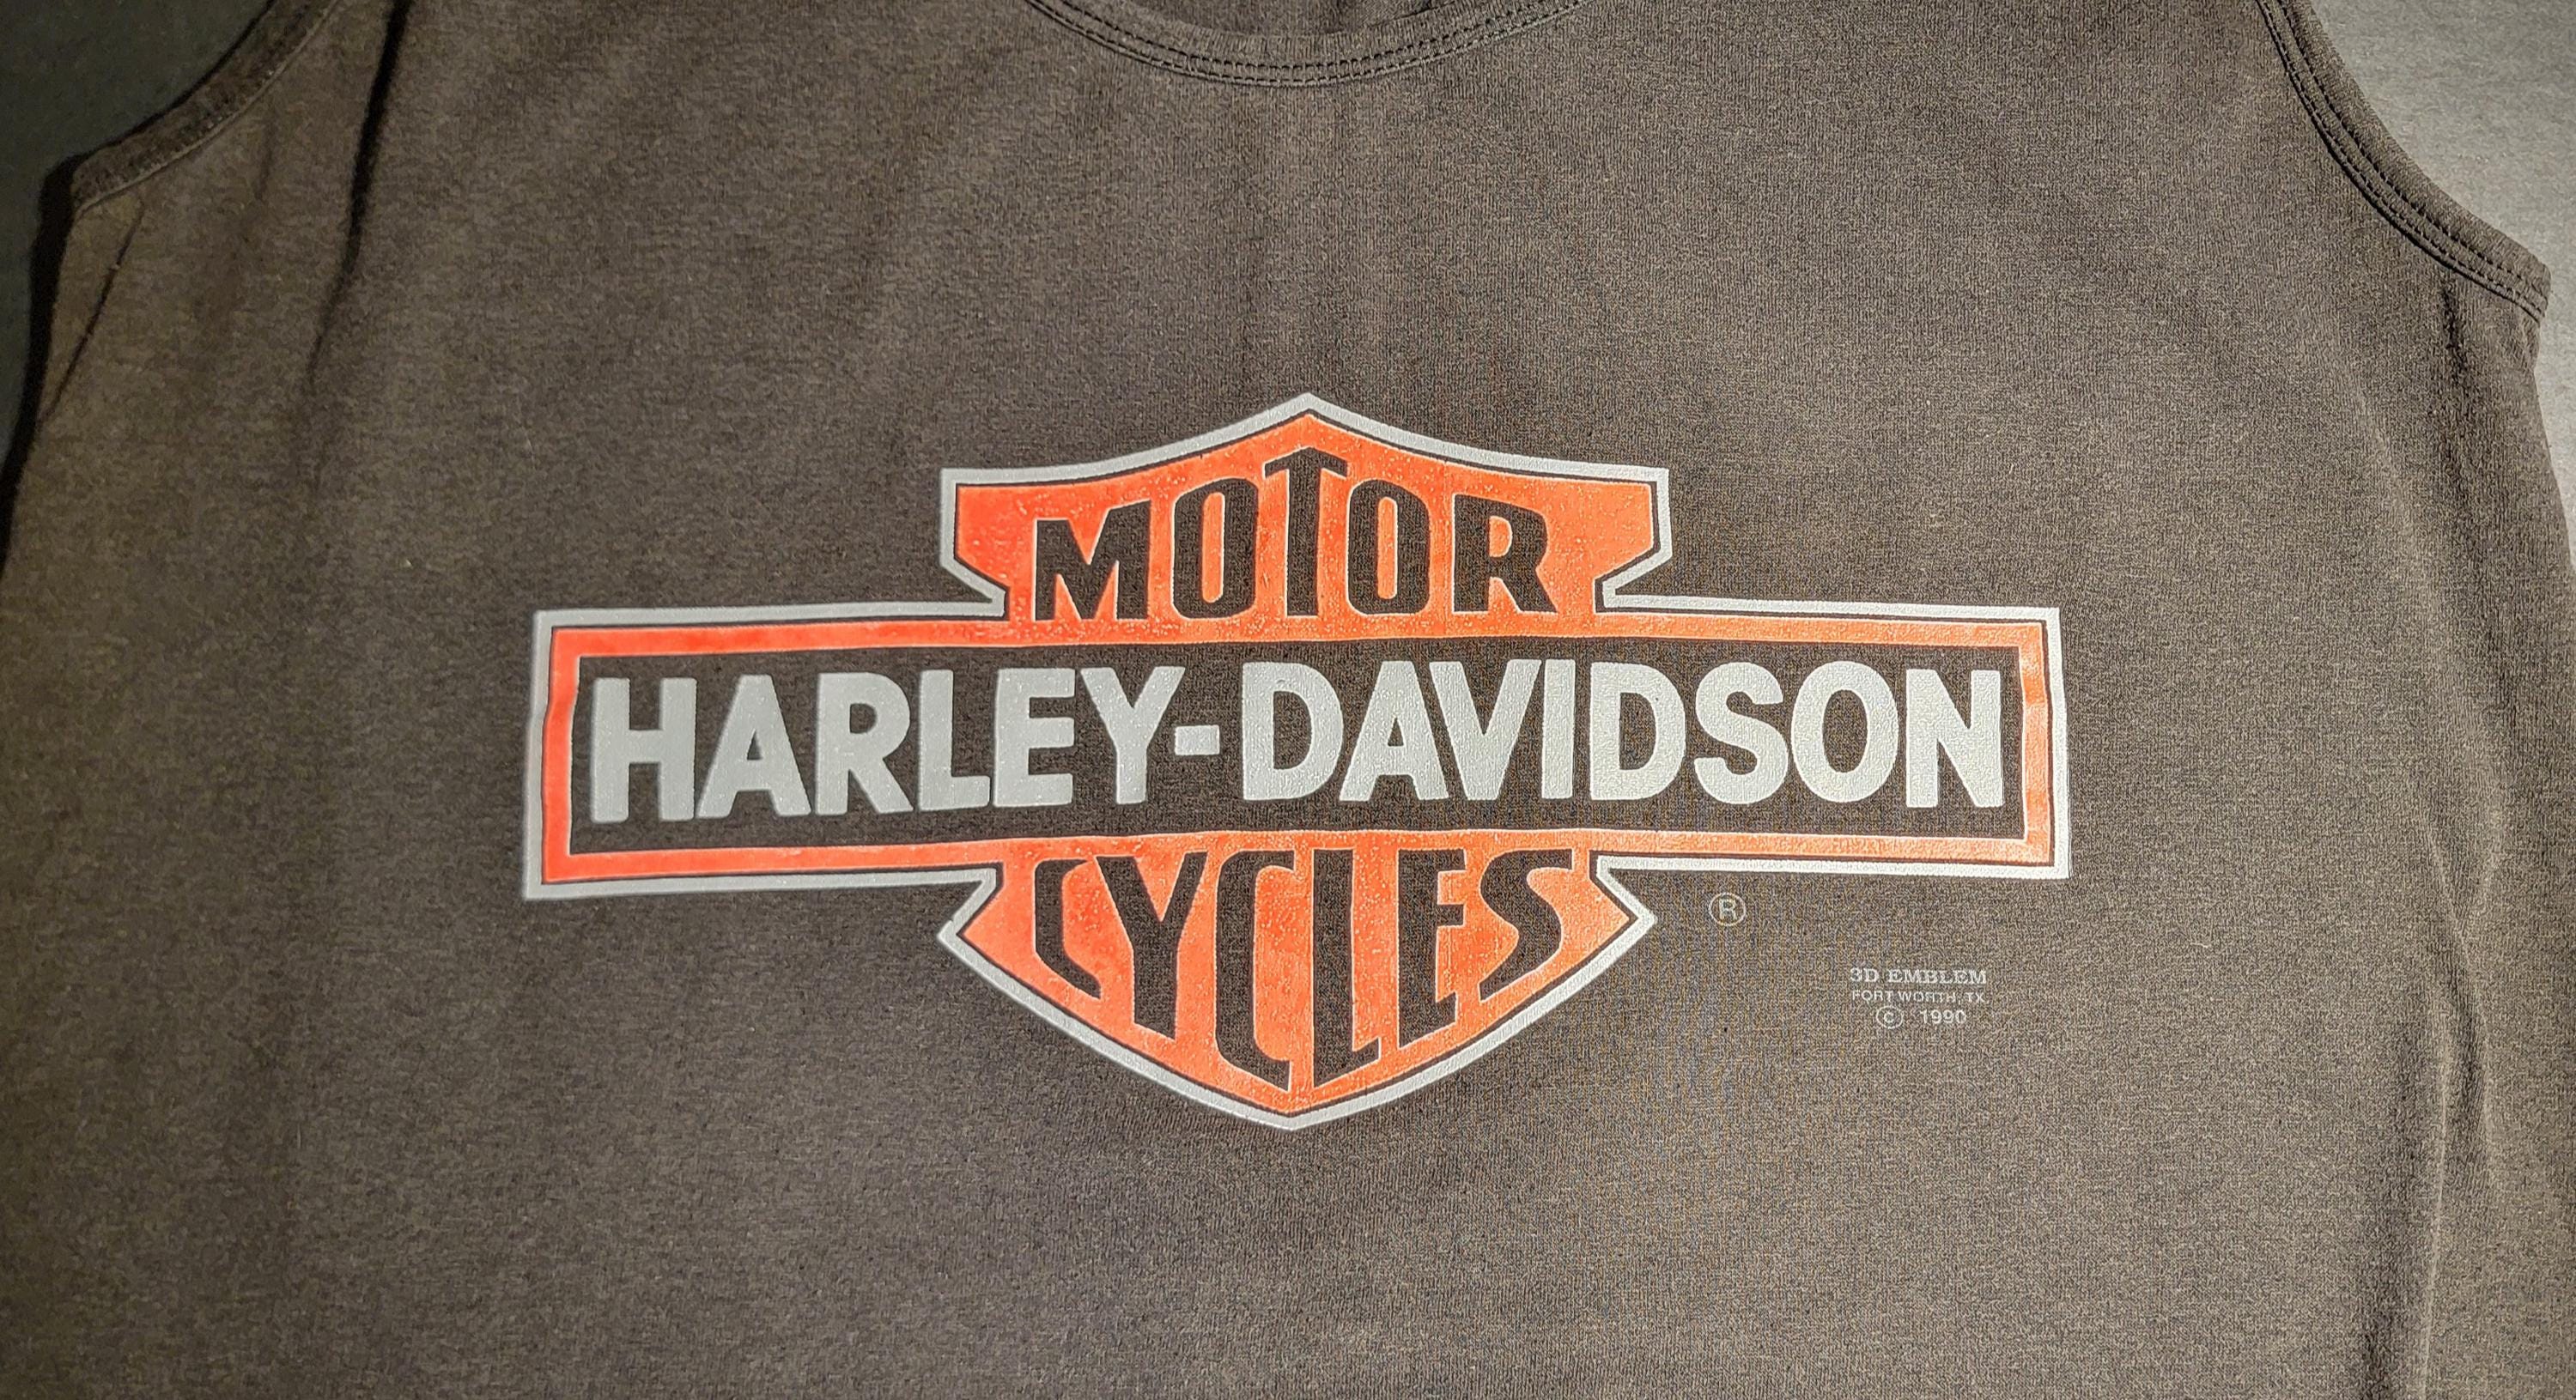 MOTOR
HARLEY-DAVIDSON
CYCLES
®
3D EMBLEM
FORT WORTH, TX.
© 1990